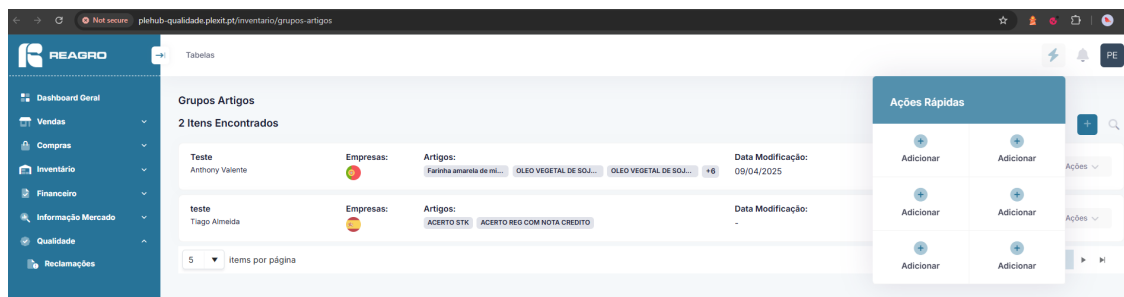 Not secure plehub-qualidade.plexit.pt/inventario/grupos-artigos
REAGRO
Tabelas
PE
Dashboard Geral
Vendas
Compras
Inventário
Financeiro
Informação Mercado
Qualidade
Reclamações
Grupos Artigos
2 Itens Encontrados
Teste
Anthony Valente
Empresas:
Artigos:
Farinha amarela de mi... OLEO VEGETAL DE SOJ... OLEO VEGETAL DE SOJ... +6
Data Modificação:
09/04/2025
Ações
teste
Tiago Almeida
Empresas:
Artigos:
ACERTO STK ACERTO REG COM NOTA CREDITO
Data Modificação:
-
Ações
5 items por página
Ações Rápidas
Adicionar Adicionar
Adicionar Adicionar
Adicionar Adicionar